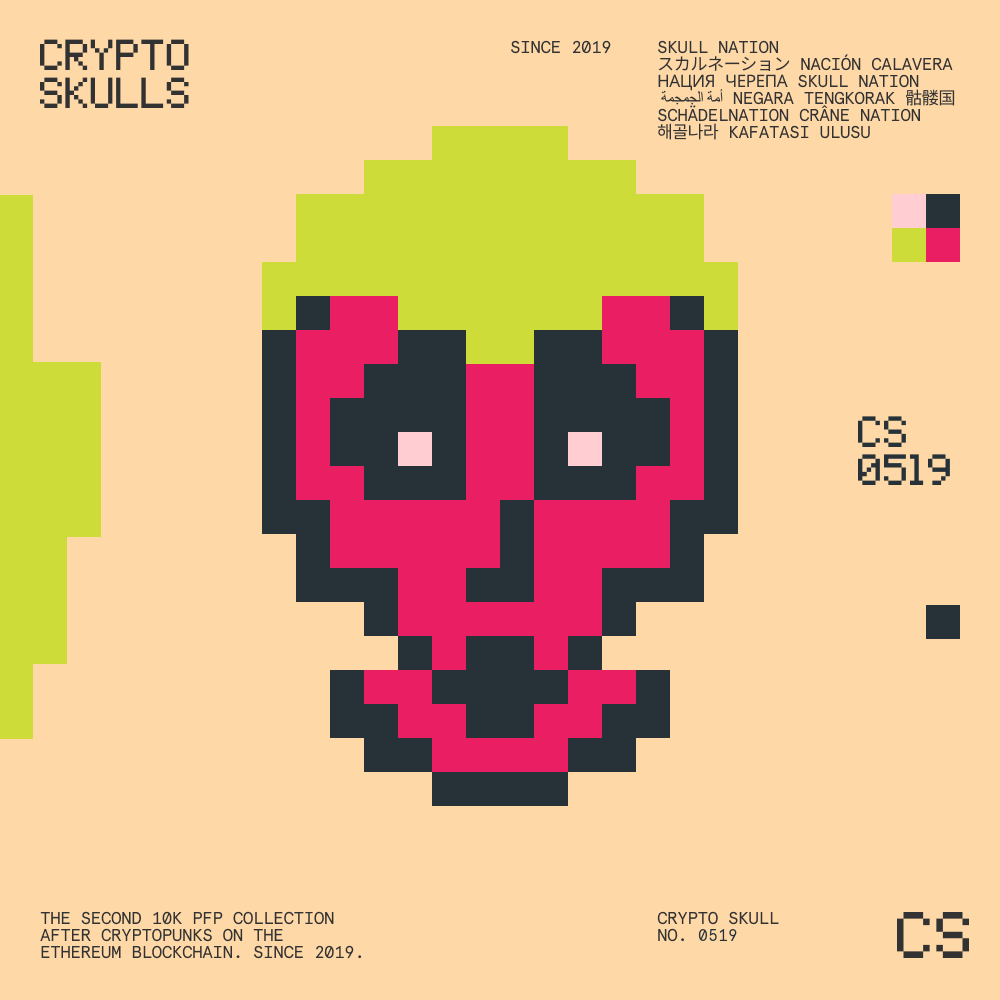 CRYPTO
SKULLS
SINCE 2019
SKULL NATION
スカルネーション NACIÓN CALAVERA
НАЦИЯ ЧЕРЕПА SKULL NATION
أمة الجمجمة NEGARA TENGKORAK 骷髅国
SCHÄDELNATION CRÂNE NATION
해골나라 KAFATASI ULUSU
CS
0519
THE SECOND 10K PFP COLLECTION
AFTER CRYPTOPUNKS ON THE
ETHEREUM BLOCKCHAIN. SINCE 2019.
CRYPTO SKULL
NO. 0519
CS